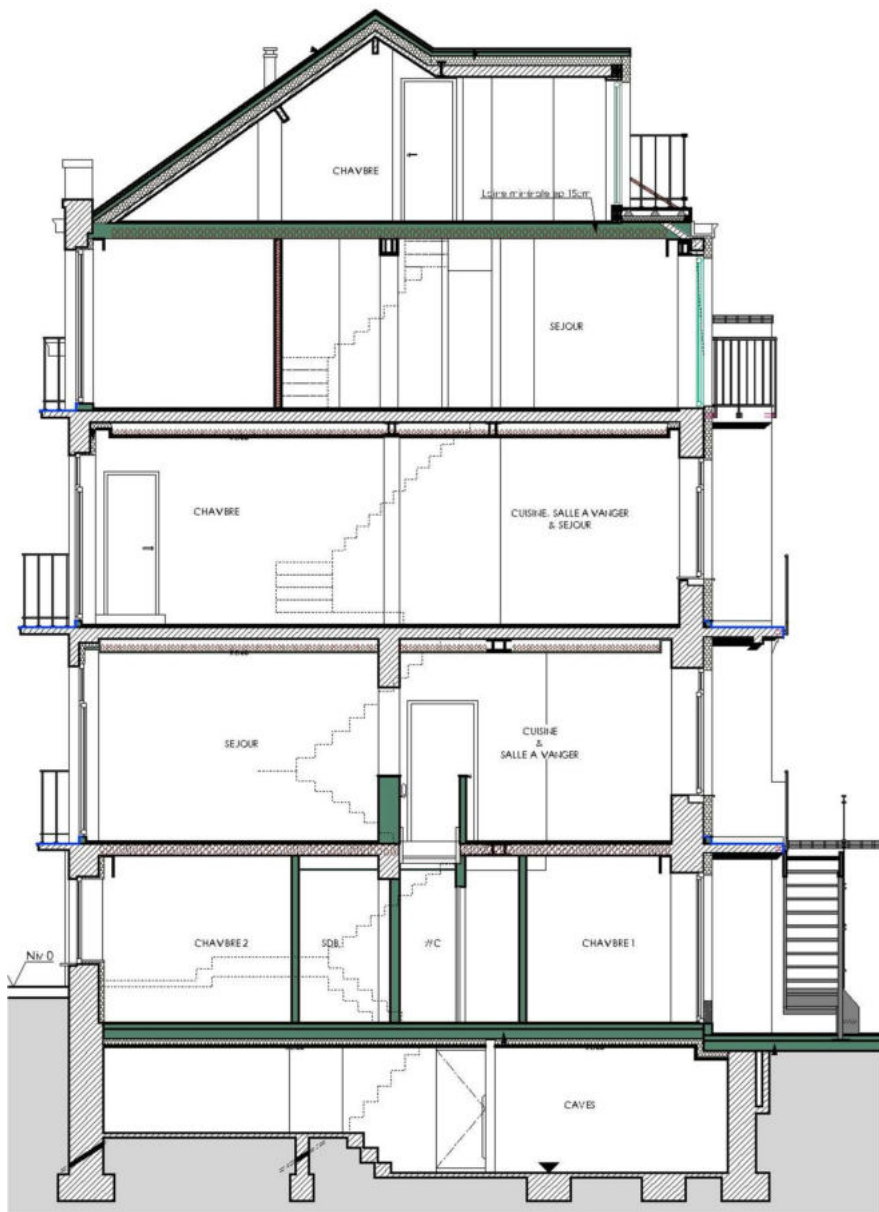 CHAVBRE
Laine minérale ep 15cm
SEJOUR
CHAVBRE
CUISINE, SALLE A VANGER
& SEJOUR
SEJOUR
CUISINE
&
SALLE A VANGER
Niv 0
CHAVBRE 2
SDB
WC
CHAVBRE 1
CAVES